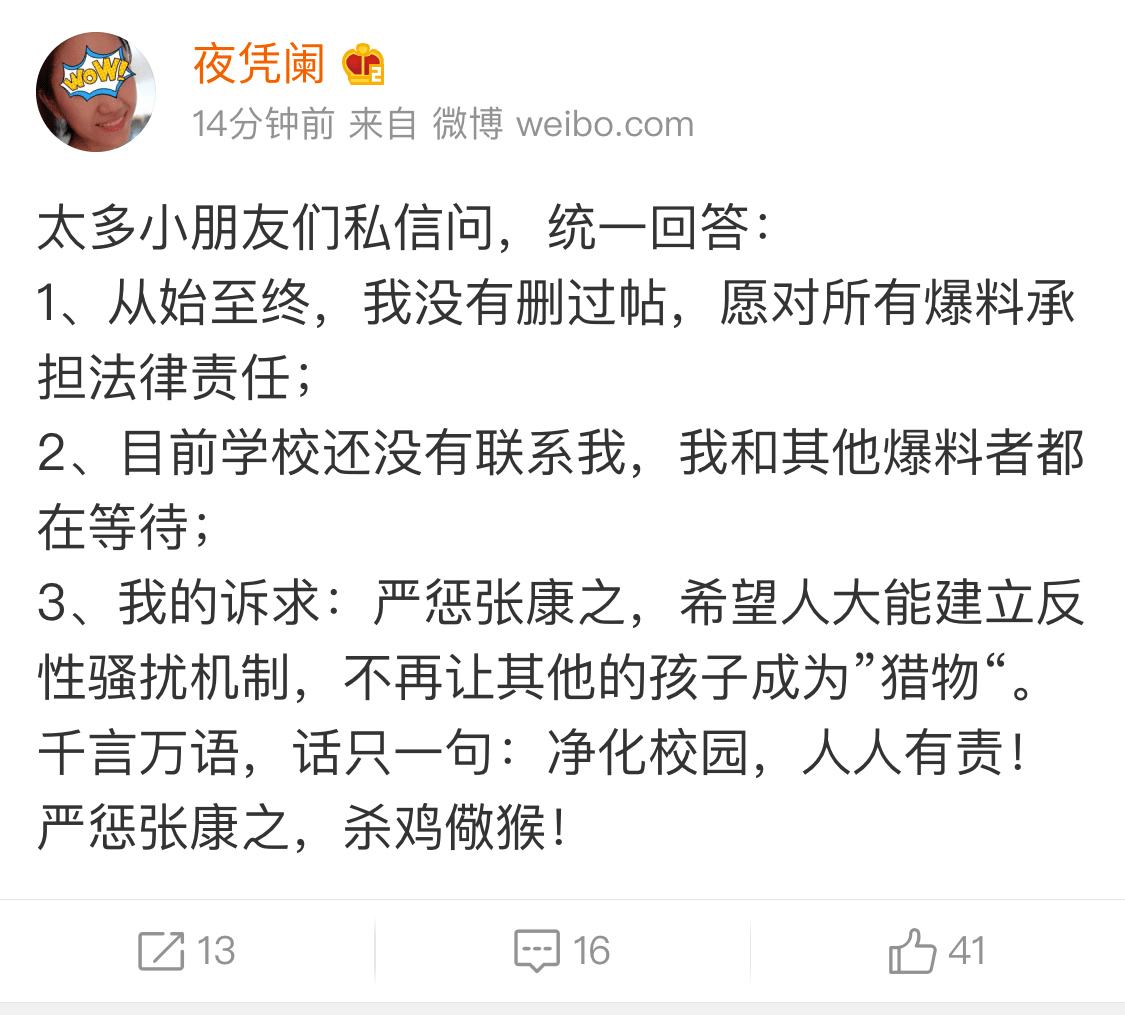 WOW!
夜凭阑
14分钟前 来自 微博 weibo.com
太多小朋友们私信问，统一回答：
1、从始至终，我没有删过帖，愿对所有爆料承
担法律责任；
2、目前学校还没有联系我，我和其他爆料者都
在等待；
3、我的诉求：严惩张康之，希望人大能建立反
性骚扰机制，不再让其他的孩子成为”猎物“。
千言万语，话只一句：净化校园，人人有责！
严惩张康之，杀鸡儆猴！
13
16
41